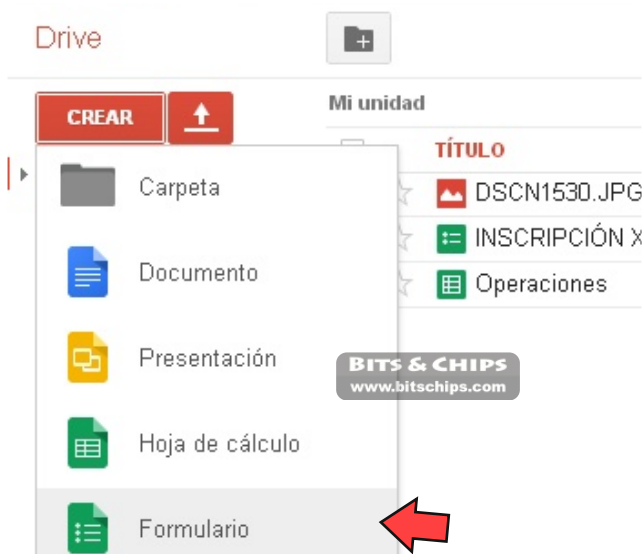 Drive
CREAR
Mi unidad
TÍTULO
Carpeta
DSCN1530.JPG
INSCRIPCIÓN X
Documento
Operaciones
Presentación
BITS & CHIPS
www.bitschips.com
Hoja de cálculo
Formulario